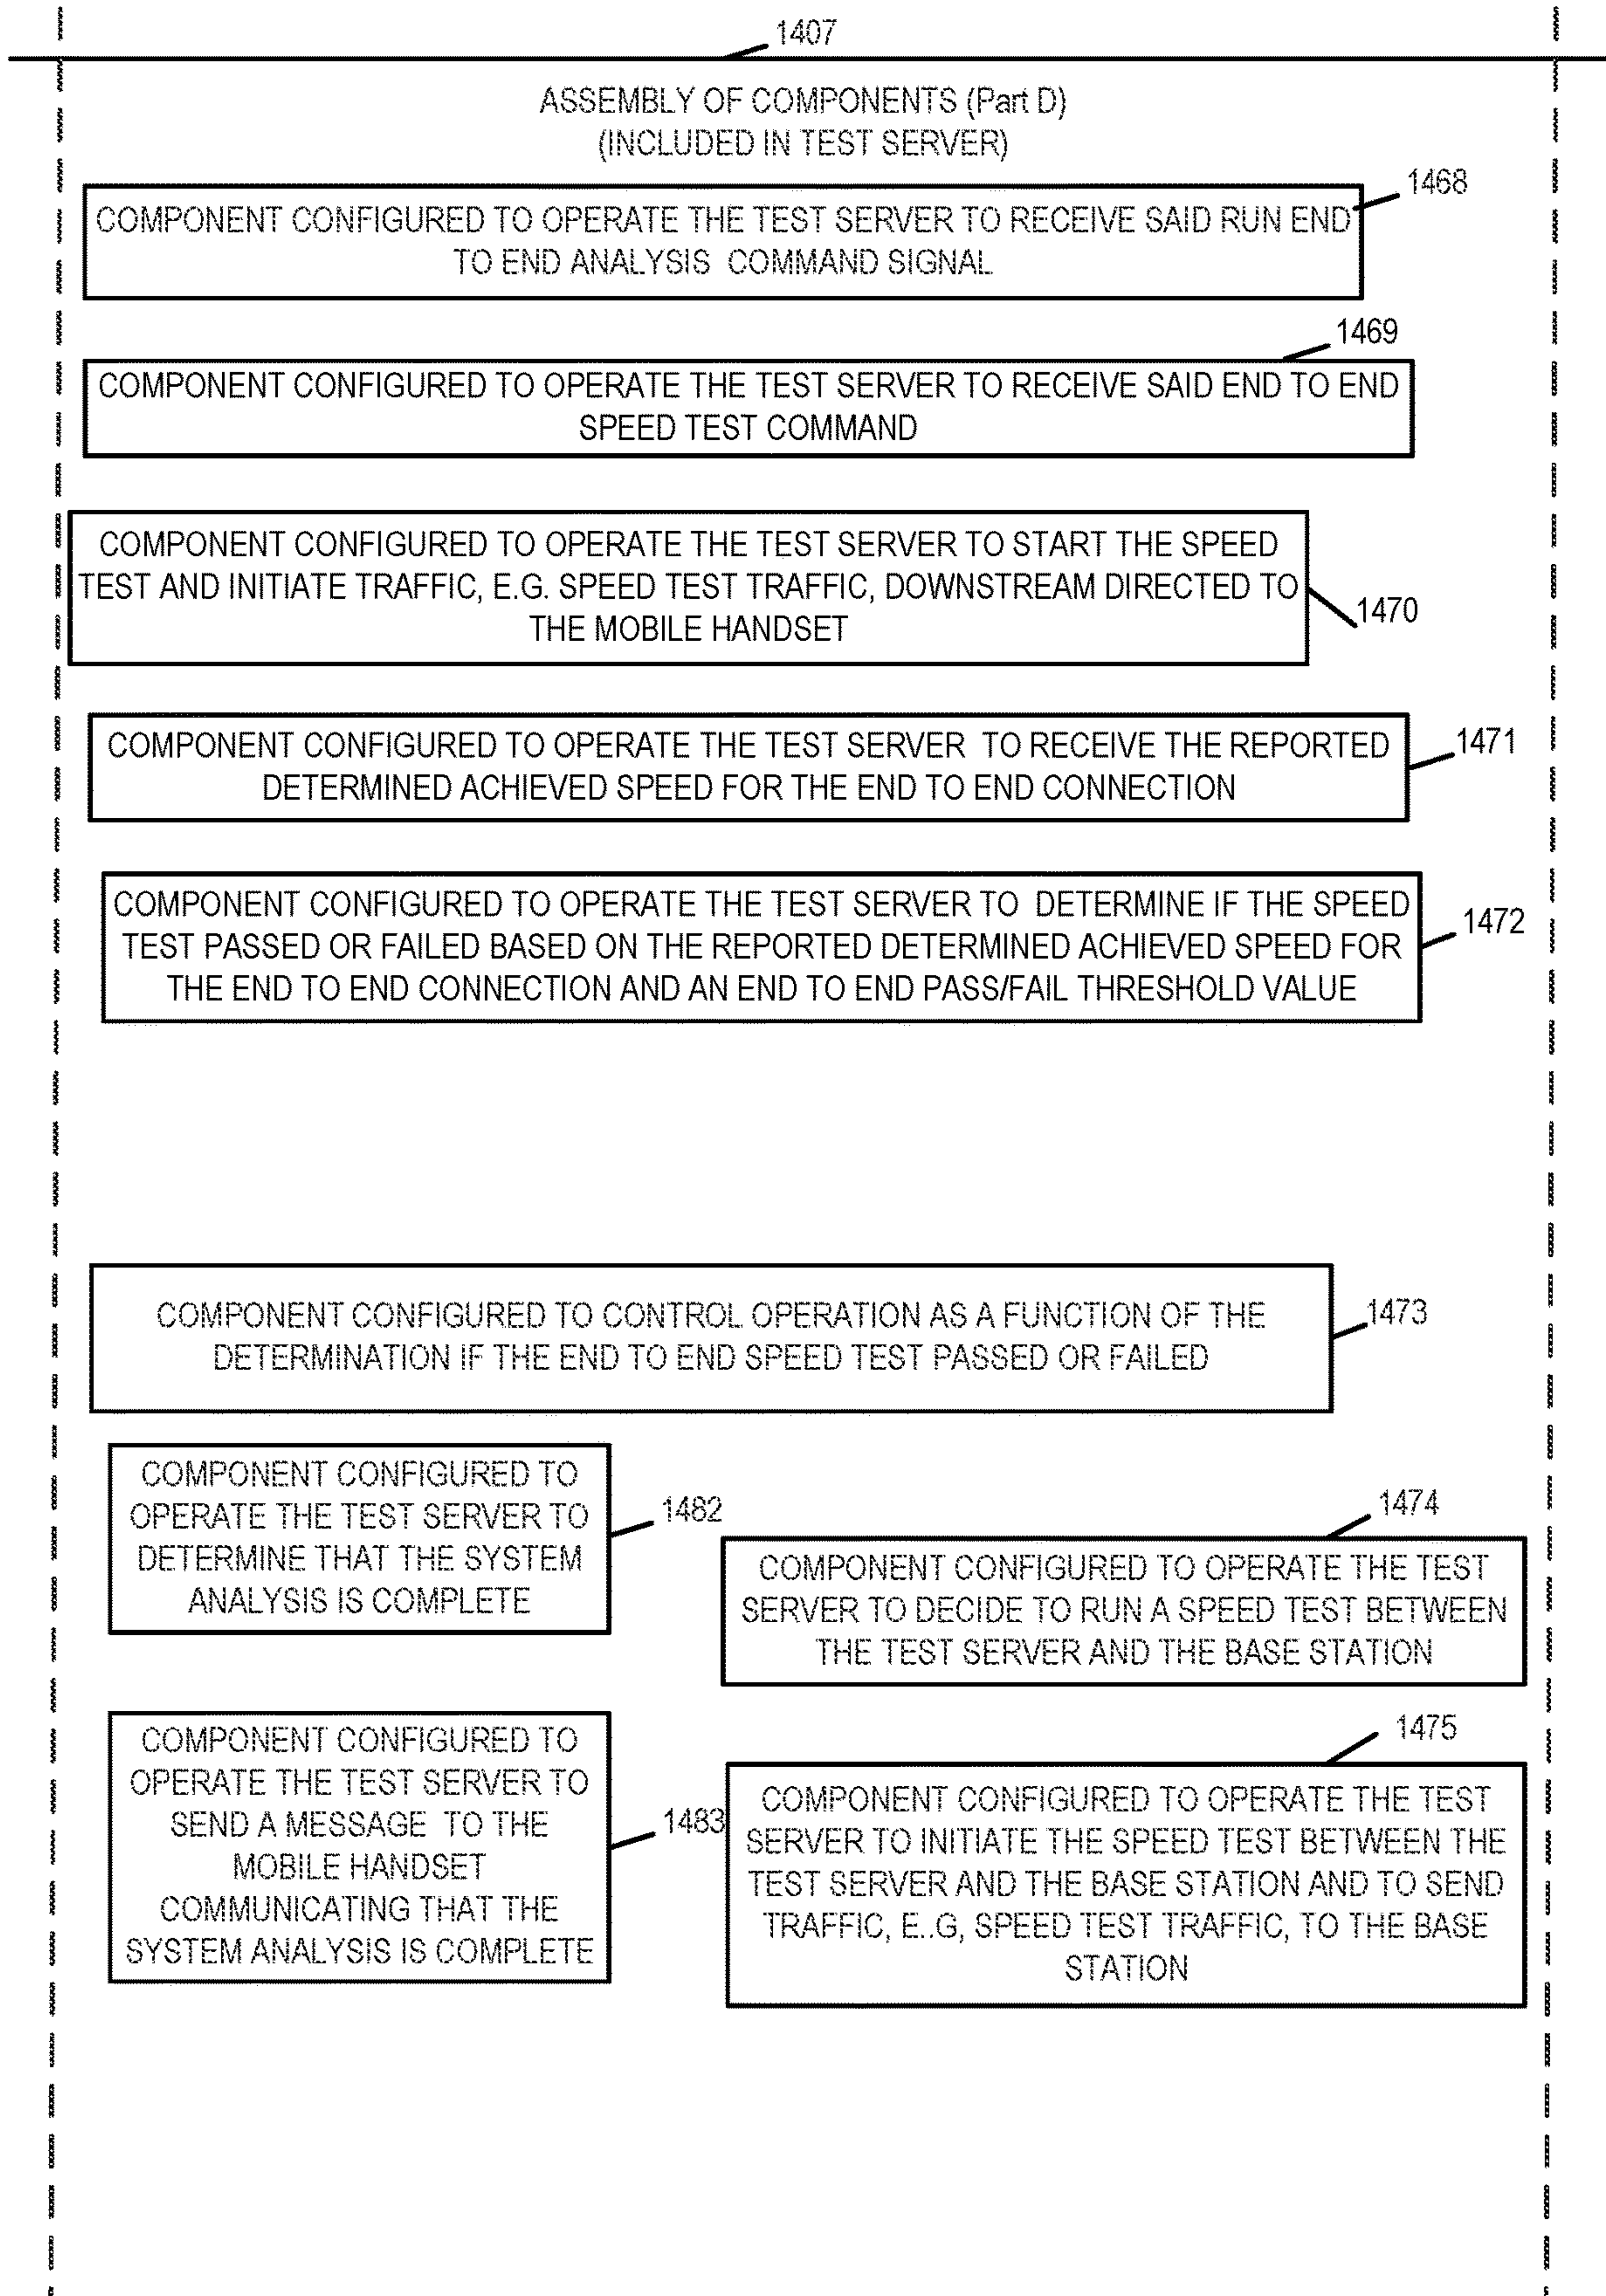 1407
ASSEMBLY OF COMPONENTS (Part D)
(INCLUDED IN TEST SERVER)
1468
COMPONENT CONFIGURED TO OPERATE THE TEST SERVER TO RECEIVE SAID RUN END
TO END ANALYSIS COMMAND SIGNAL
1469
COMPONENT CONFIGURED TO OPERATE THE TEST SERVER TO RECEIVE SAID END TO END
SPEED TEST COMMAND
COMPONENT CONFIGURED TO OPERATE THE TEST SERVER TO START THE SPEED
TEST AND INITIATE TRAFFIC, E.G. SPEED TEST TRAFFIC, DOWNSTREAM DIRECTED TO
THE MOBILE HANDSET
1470
COMPONENT CONFIGURED TO OPERATE THE TEST SERVER TO RECEIVE THE REPORTED
DETERMINED ACHIEVED SPEED FOR THE END TO END CONNECTION
1471
COMPONENT CONFIGURED TO OPERATE THE TEST SERVER TO DETERMINE IF THE SPEED
TEST PASSED OR FAILED BASED ON THE REPORTED DETERMINED ACHIEVED SPEED FOR
THE END TO END CONNECTION AND AN END TO END PASS/FAIL THRESHOLD VALUE
1472
COMPONENT CONFIGURED TO CONTROL OPERATION AS A FUNCTION OF THE
DETERMINATION IF THE END TO END SPEED TEST PASSED OR FAILED
1473
COMPONENT CONFIGURED TO
OPERATE THE TEST SERVER TO
DETERMINE THAT THE SYSTEM
ANALYSIS IS COMPLETE
1482
1474
COMPONENT CONFIGURED TO OPERATE THE TEST
SERVER TO DECIDE TO RUN A SPEED TEST BETWEEN
THE TEST SERVER AND THE BASE STATION
COMPONENT CONFIGURED TO
OPERATE THE TEST SERVER TO
SEND A MESSAGE TO THE
MOBILE HANDSET
COMMUNICATING THAT THE
SYSTEM ANALYSIS IS COMPLETE
1483
1475
COMPONENT CONFIGURED TO OPERATE THE TEST
SERVER TO INITIATE THE SPEED TEST BETWEEN THE
TEST SERVER AND THE BASE STATION AND TO SEND
TRAFFIC, E..G, SPEED TEST TRAFFIC, TO THE BASE
STATION